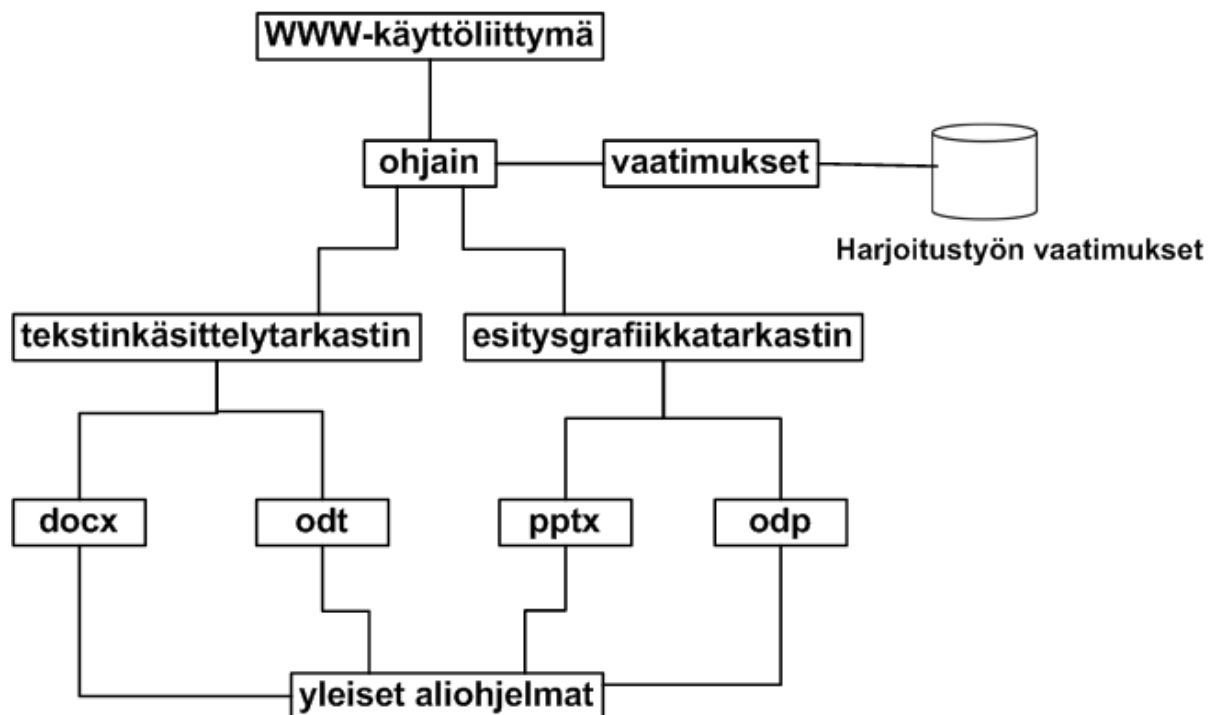 WWW-käyttöliittymä
ohjain
vaatimukset
Harjoitustyön vaatimukset
tekstinkäsittelytarkastin
esitysgrafiikkatarkastin
docx
odt
pptx
odp
yleiset aliohjelmat